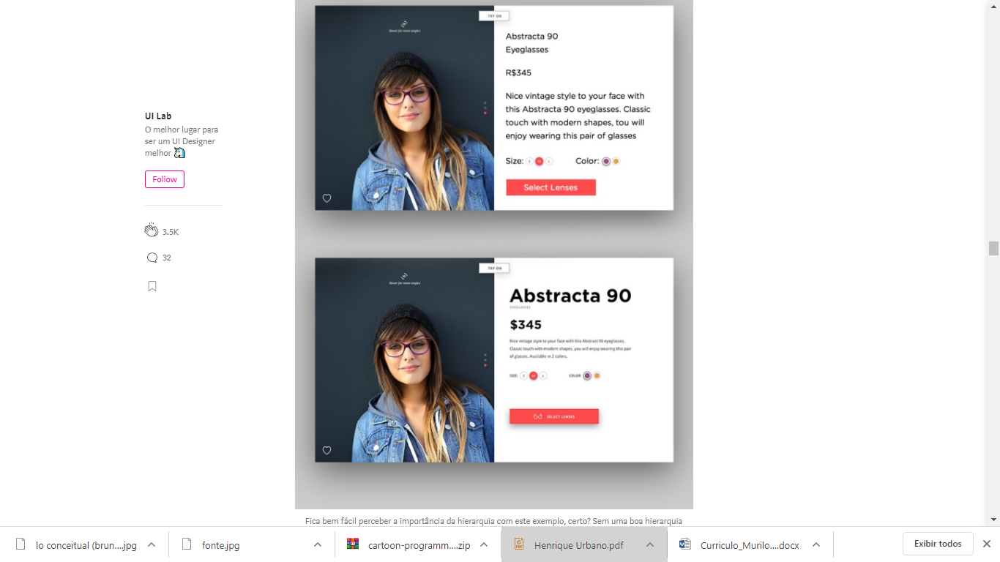 TRY ON
Hover for more angles
Abstracta 90
Eyeglasses
R$345
Nice vintage style to your face with
this Abstracta 90 eyeglasses. Classic
touch with modern shapes, tou will
enjoy wearing this pair of glasses
Size: S M L Color:
Select Lenses
UI Lab
O melhor lugar para
ser um UI Designer
melhor
Follow
3.5K
32
TRY ON
Hover for more angles
Abstracta 90
EYEGLASSES
$345
Nice vintage style to your face with this Abstract 90 eyeglasses.
Classic touch with modern shapes, you will enjoy wearing this pair
of glasses. Available in 2 colors.
SIZE: S M L COLOR
SELECT LENSES
Fica bem fácil perceber a importância da hierarquia com este exemplo, certo? Sem uma boa hierarquia
lo conceitual (brun....jpg
fonte.jpg
cartoon-programm....zip
Henrique Urbano.pdf
Curriculo_Murilo....docx
Exibir todos